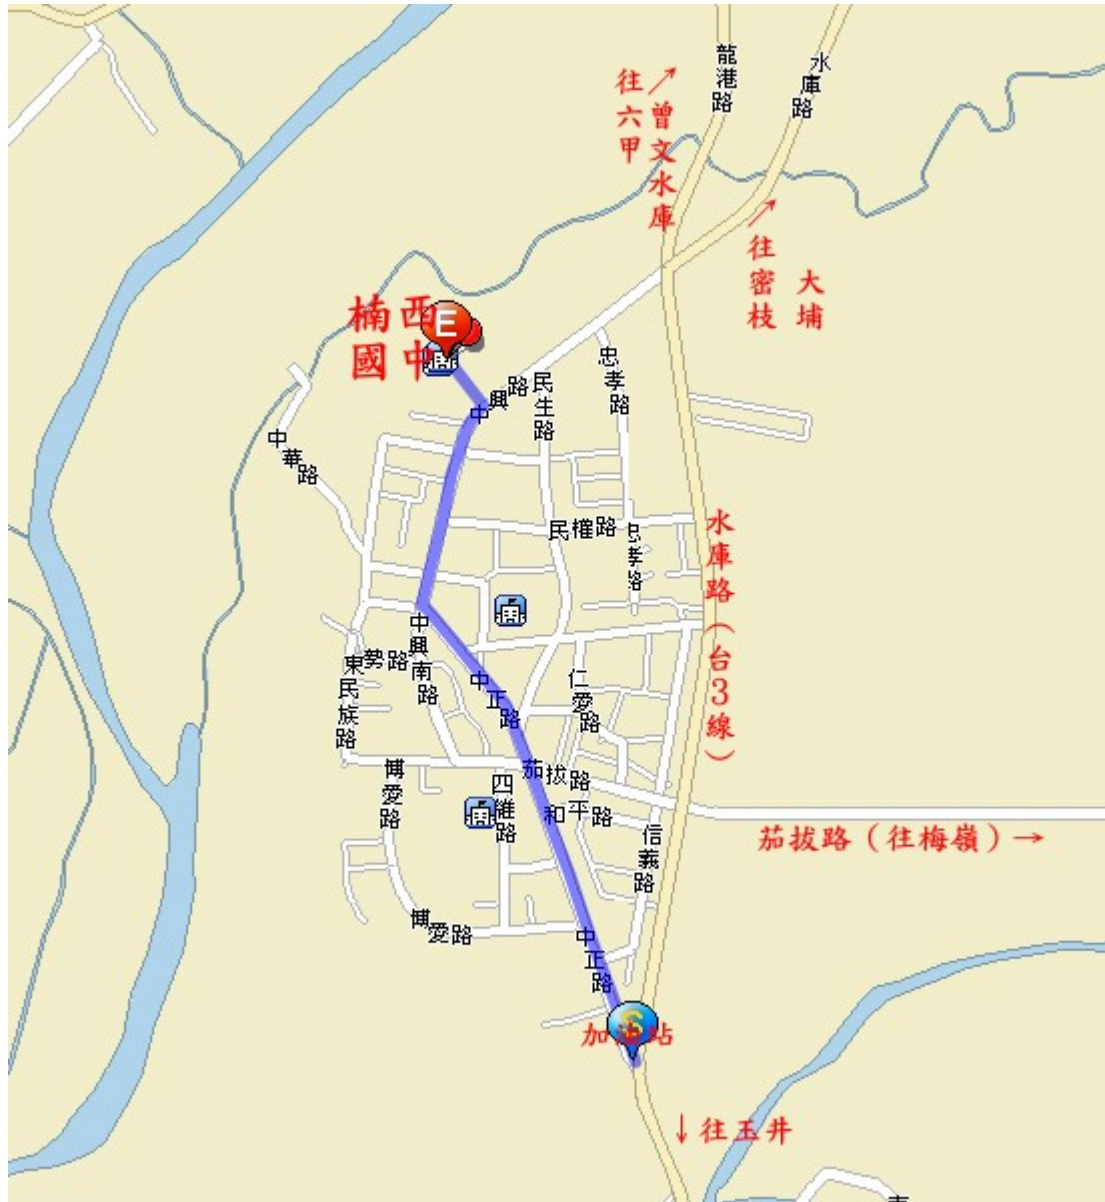 龍港路
水庫路
往六甲
↗曾文水庫
↗往密枝
大埔
楠西
國中
E
中興路
民生路
忠孝路
中華路
民權路
忠孝路
水庫路(台3線)
中興南路
東勢路
民族路
中正路
仁愛路
茄拔路
博愛路
四維路
和平路
茄拔路(往梅嶺)→
信義路
博愛路
中正路
S
加油站
↓往玉井